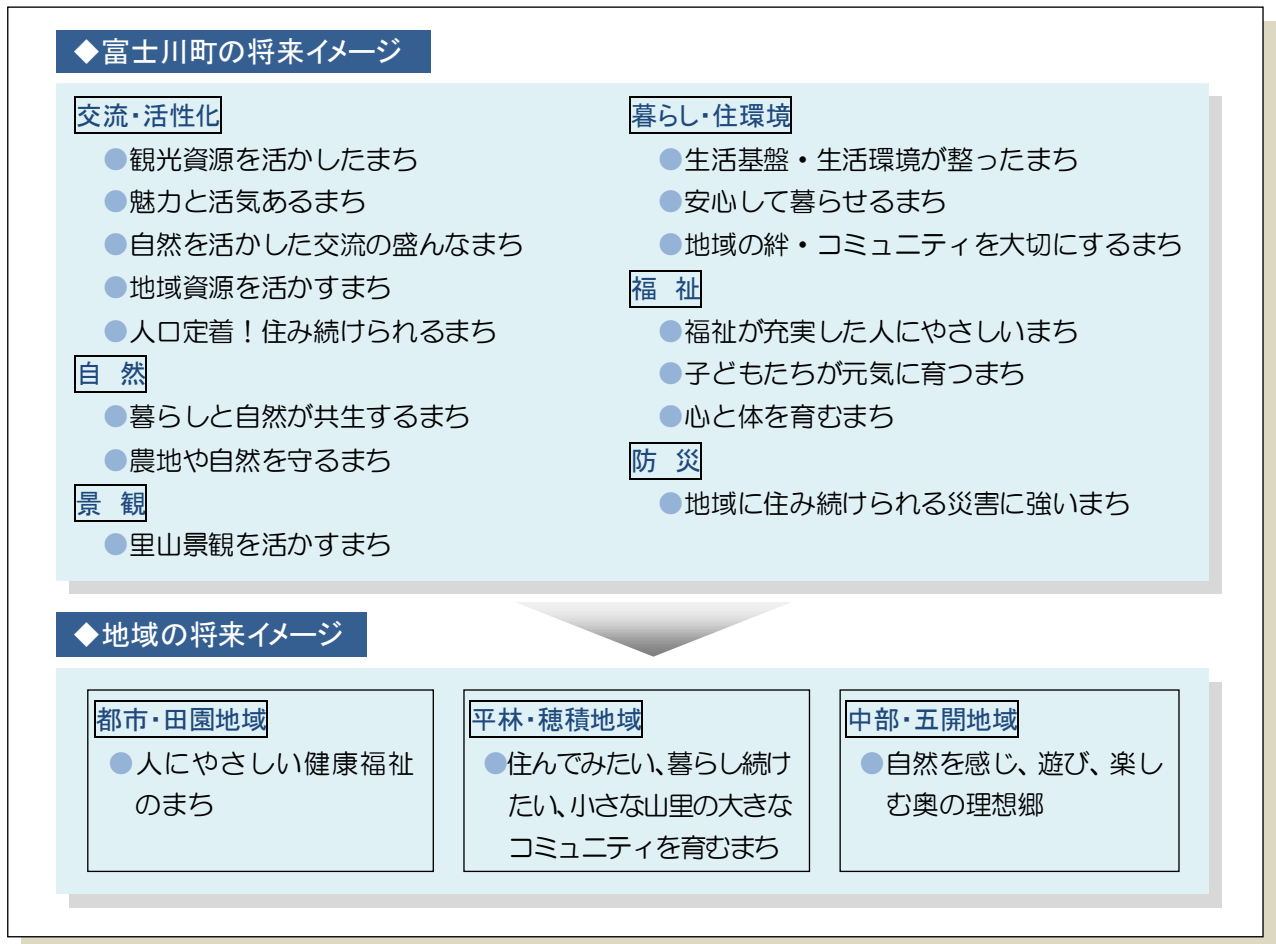 ◆富士川町の将来イメージ
交流・活性化
●観光資源を活かしたまち
●魅力と活気あるまち
●自然を活かした交流の盛んなまち
●地域資源を活かすまち
●人口定着！住み続けられるまち
自 然
●暮らしと自然が共生するまち
●農地や自然を守るまち
景 観
●里山景観を活かすまち
暮らし・住環境
●生活基盤・生活環境が整ったまち
●安心して暮らせるまち
●地域の絆・コミュニティを大切にするまち
福 祉
●福祉が充実した人にやさしいまち
●子どもたちが元気に育つまち
●心と体を育むまち
防 災
●地域に住み続けられる災害に強いまち
◆地域の将来イメージ
都市・田園地域
●人にやさしい健康福祉
のまち
平林・穂積地域
●住んでみたい、暮らし続け
たい、小さな山里の大きな
コミュニティを育むまち
中部・五開地域
●自然を感じ、遊び、楽し
む奥の理想郷